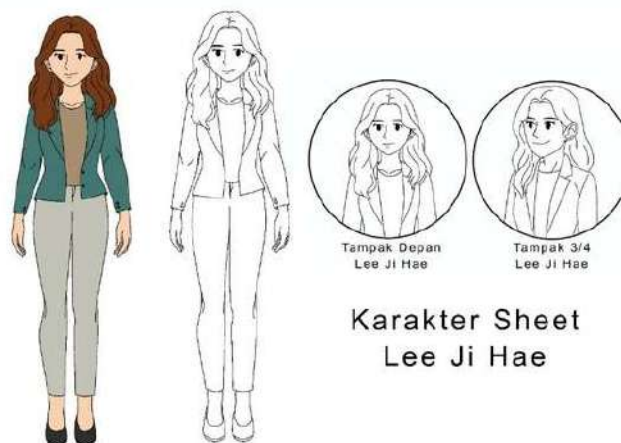 Tampak Depan
Lee Ji Hae
Tampak 3/4
Lee Ji Hae
Karakter Sheet
Lee Ji Hae